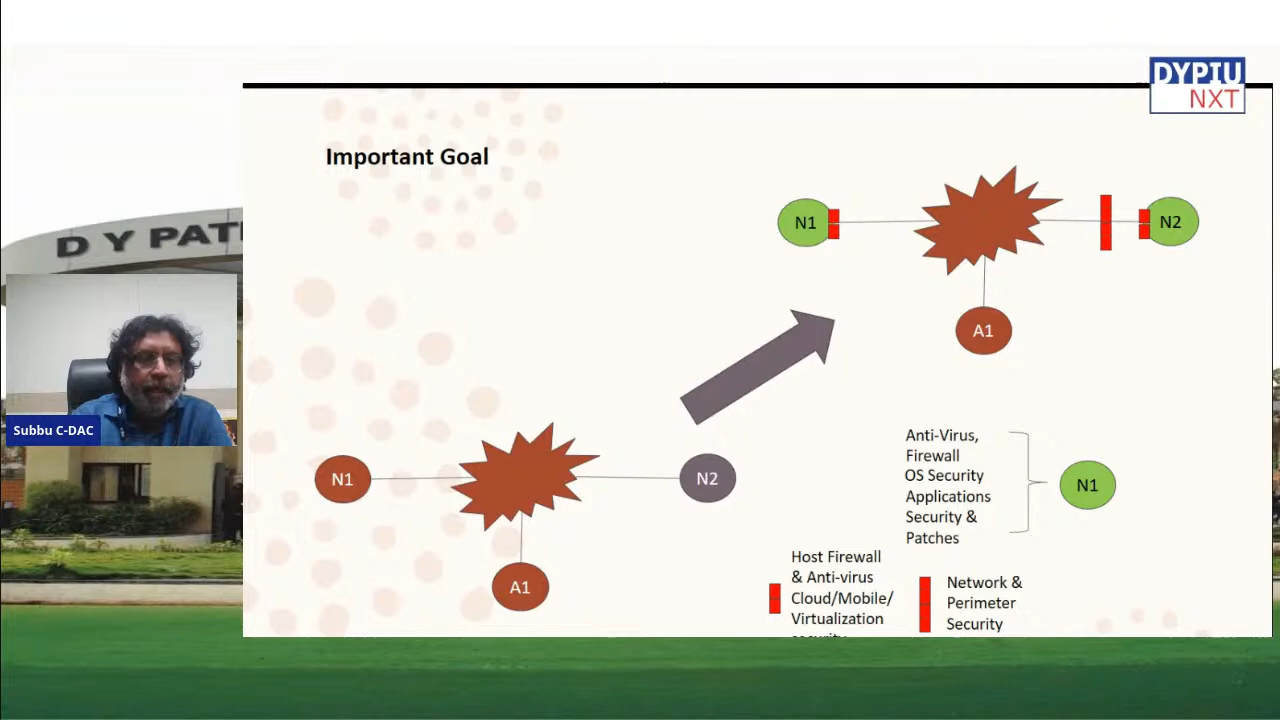 DYPIU
NXT
D Y PAT
Important Goal
N1
N2
A1
N1
N2
A1
Anti-Virus,
Firewall
OS Security
Applications
Security &
Patches
N1
Host Firewall
& Anti-virus
Cloud/Mobile/
Virtualization
Network &
Perimeter
Security
Subbu C-DAC